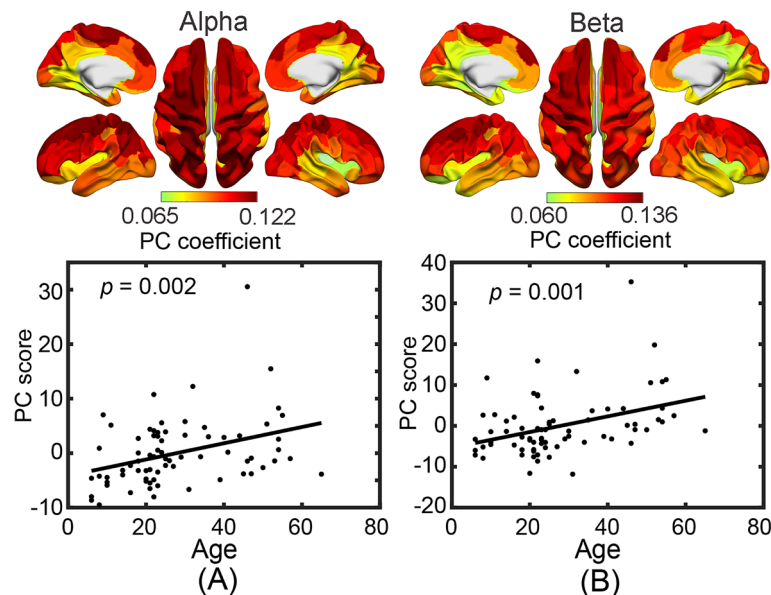 Alpha
0.065 0.122
PC coefficient
p = 0.002
30
20
10
0
-10
PC score
0 20 40 60 80
Age
(A)
Beta
0.060 0.136
PC coefficient
p = 0.001
40
30
20
10
0
-10
-20
PC score
0 20 40 60 80
Age
(B)